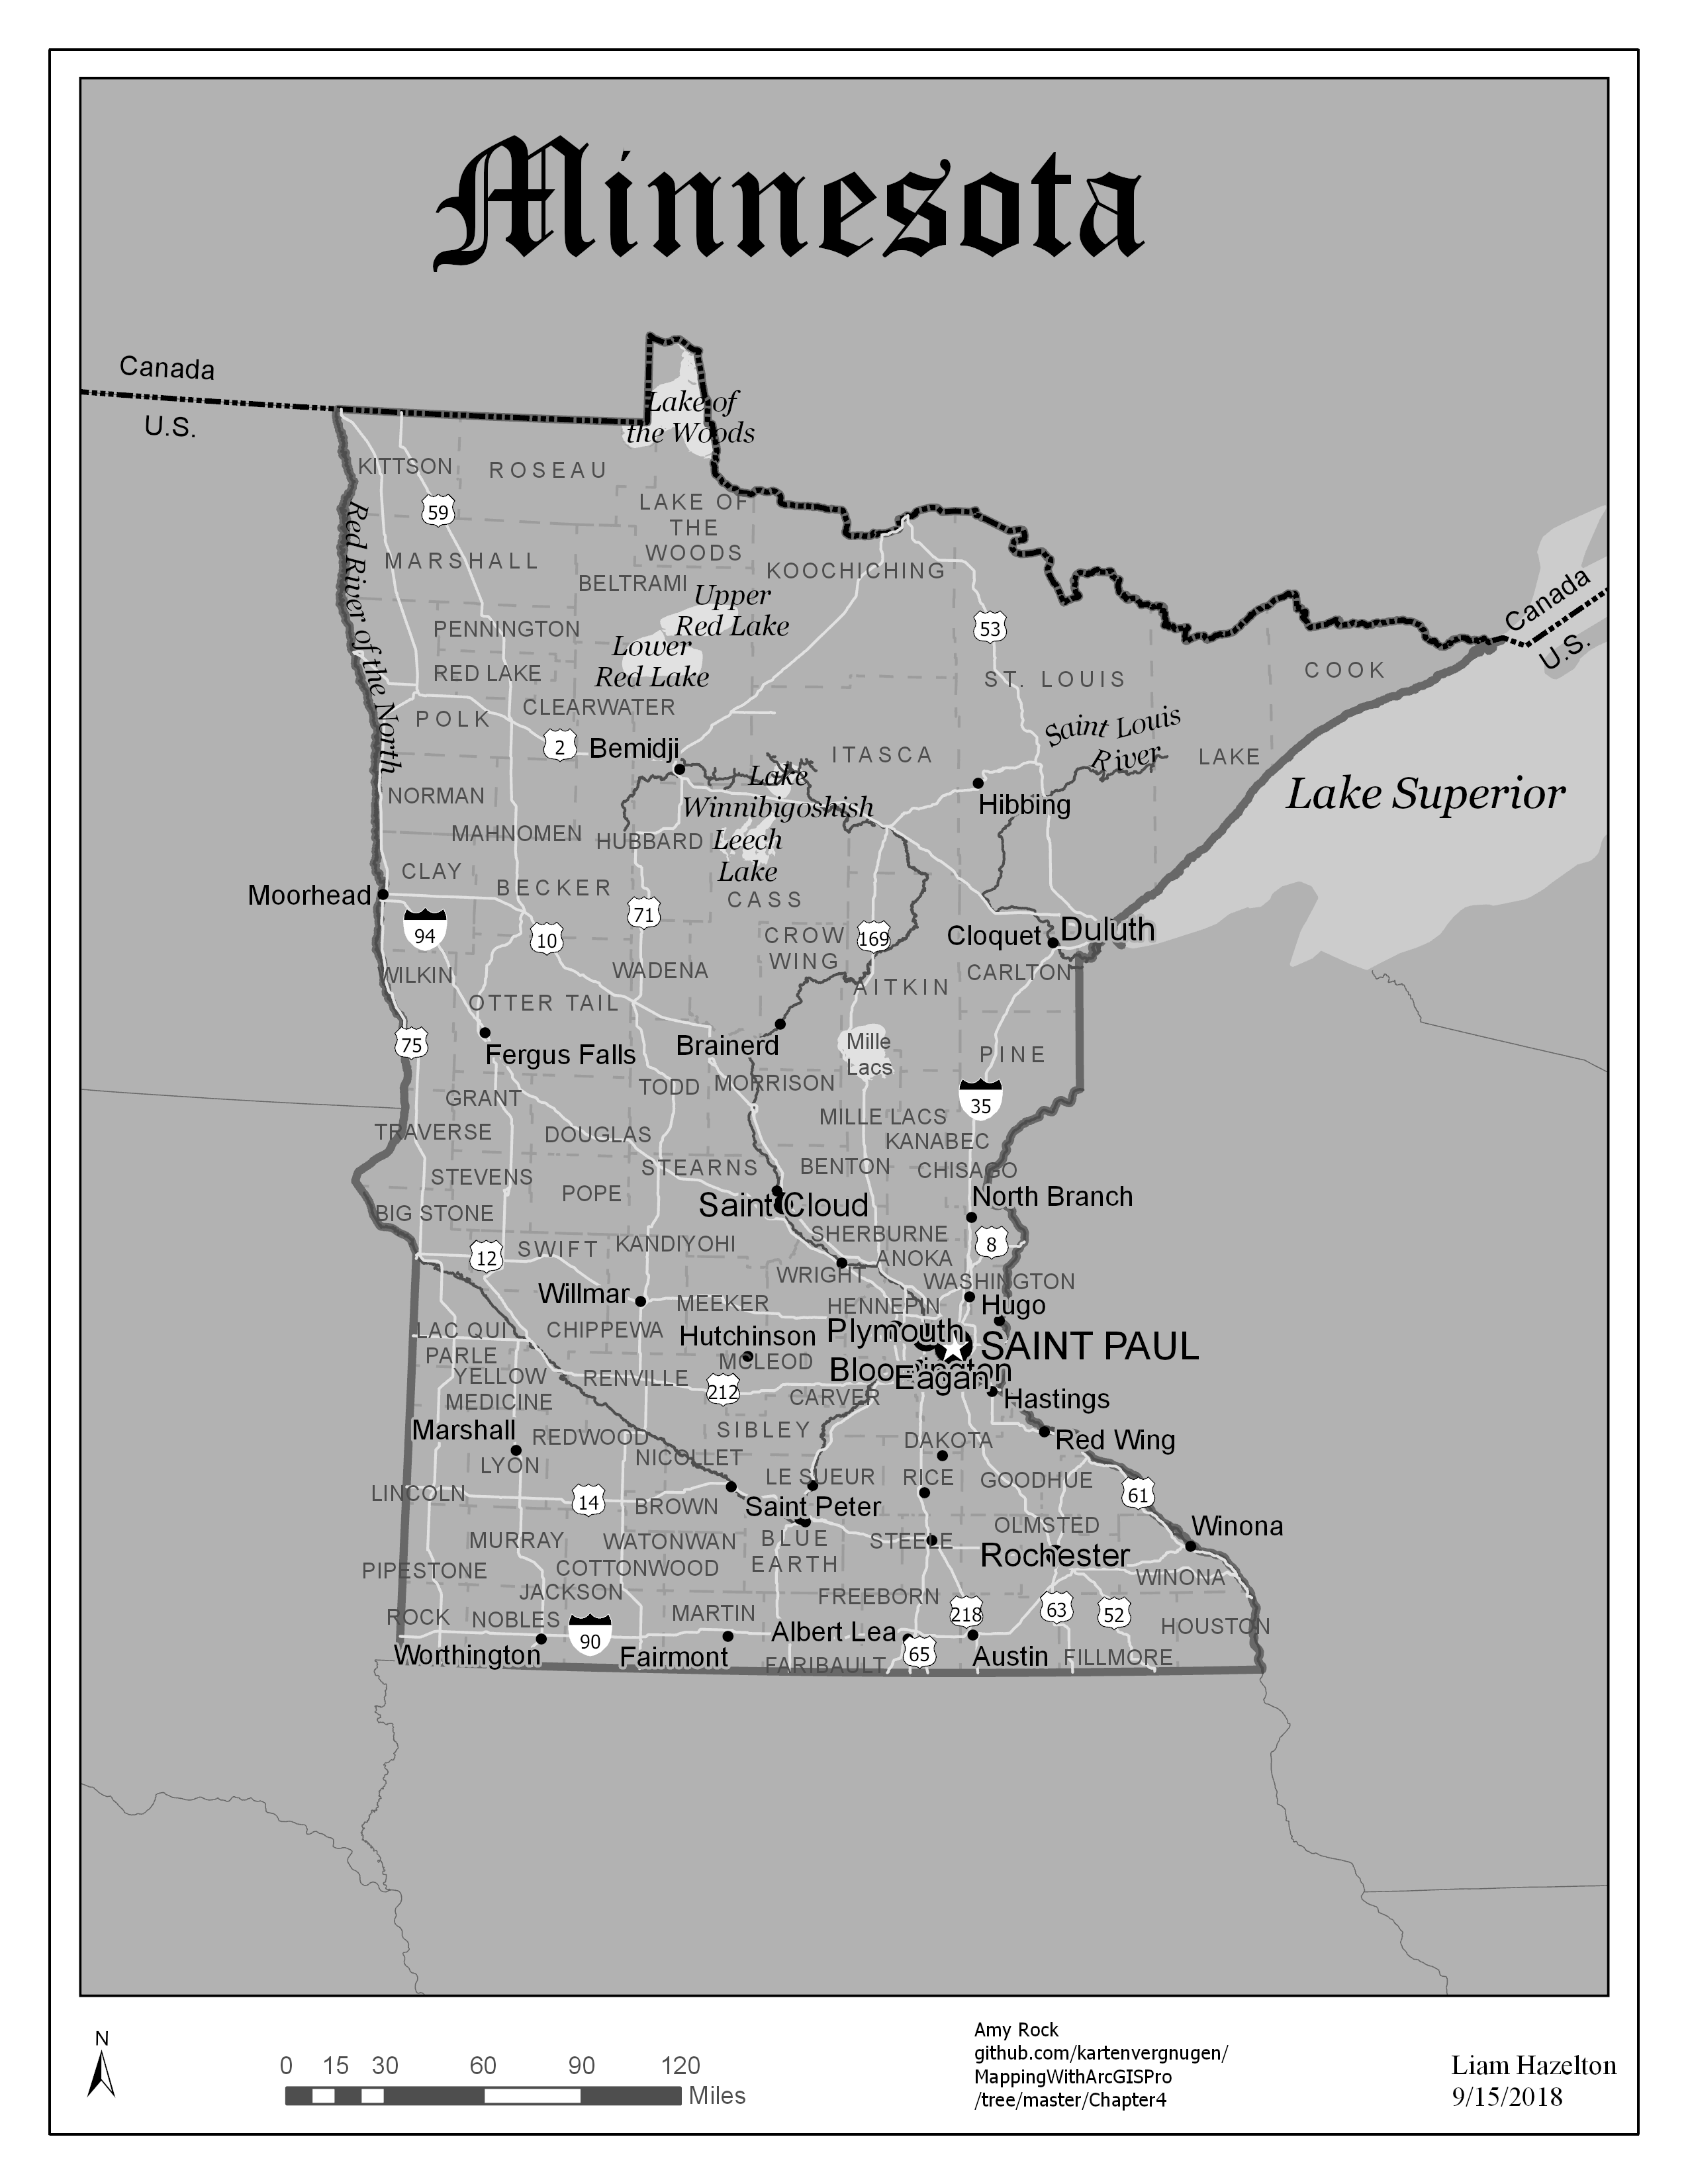 Minnesota
Canada
U.S.
Lake of
the Woods
KITTSON
ROSEAU
59
LAKE OF
THE
WOODS
Red River of the North
MARSHALL
KOOCHICHING
BELTRAMI
Upper
Red Lake
Canada
U.S.
53
PENNINGTON
Lower
Red Lake
RED LAKE
ST. LOUIS
COOK
CLEARWATER
POLK
Saint Louis
River
2
Bemidji
ITASCA
LAKE
Lake
Winnibigoshish
Lake Superior
NORMAN
Hibbing
MAHNOMEN
HUBBARD
Leech
Lake
CLAY
BECKER
CASS
Moorhead
71
94
10
169
CROW
WING
Cloquet
Duluth
WILKIN
WADENA
CARLTON
AITKIN
OTTER TAIL
75
Fergus Falls
Brainerd
Mille
Lacs
PINE
TODD
MORRISON
GRANT
35
MILLE LACS
TRAVERSE
DOUGLAS
KANABEC
STEVENS
STEARNS
BENTON
CHISAGO
POPE
Saint Cloud
North Branch
BIG STONE
SHERBURNE
8
12
SWIFT
KANDIYOHI
ANOKA
WRIGHT
WASHINGTON
Willmar
MEEKER
HENNEPIN
Hugo
LAC QUI
PARLE
CHIPPEWA
Hutchinson
Plymouth
SAINT PAUL
MCLEOD
YELLOW
MEDICINE
RENVILLE
212
Bloomington
Eagan
CARVER
Hastings
Marshall
REDWOOD
SIBLEY
DAKOTA
Red Wing
LYON
NICOLLET
LE SUEUR
RICE
GOODHUE
LINCOLN
14
BROWN
Saint Peter
61
MURRAY
WATONWAN
BLUE
EARTH
STEELE
OLMSTED
Winona
Rochester
PIPESTONE
COTTONWOOD
WINONA
JACKSON
FREEBORN
ROCK
NOBLES
90
MARTIN
218
63
52
HOUSTON
Worthington
Fairmont
Albert Lea
65
Austin
FARIBAULT
FILLMORE
N
0 15 30 60 90 120
Miles
Amy Rock
github.com/kartenvergnugen/
MappingWithArcGISPro
/tree/master/Chapter4
Liam Hazelton
9/15/2018